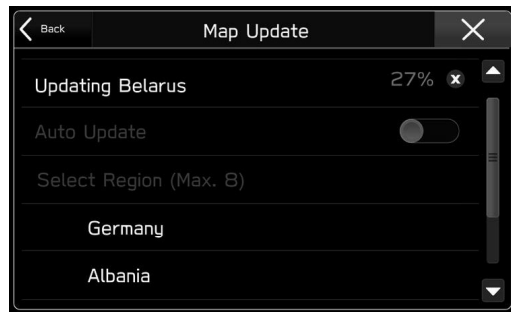 Back
Map Update
Updating Belarus 27%
Auto Update
Select Region (Max. 8)
Germany
Albania